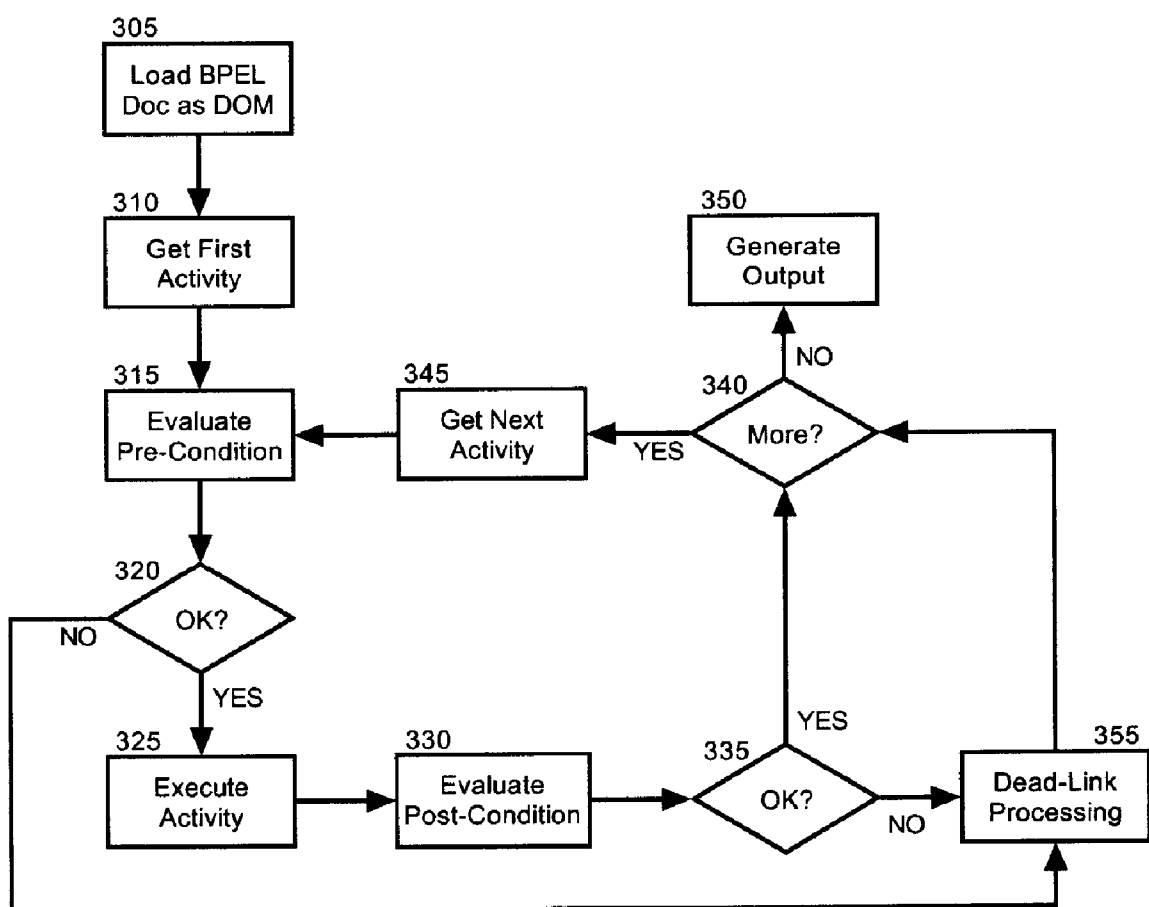 305
Load BPEL
Doc as DOM
310
Get First
Activity
350
Generate
Output
NO
315
Evaluate
Pre-Condition
345
Get Next
Activity
YES
340
More?
320
OK?
NO
YES
325
Execute
Activity
330
Evaluate
Post-Condition
335
OK?
YES
NO
355
Dead-Link
Processing